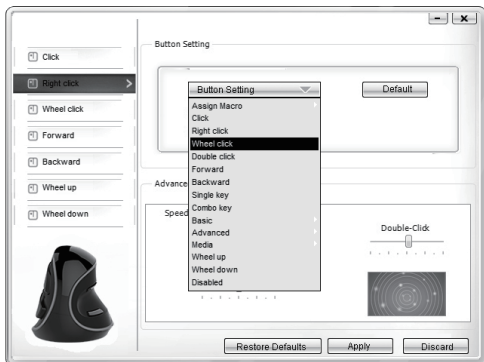 Button Setting
Click
Right click
Wheel click
Forward
Backward
Wheel up
Wheel down
Button Setting
Default
Assign Macro
Click
Right click
Wheel click
Double click
Forward
Backward
Single key
Combo key
Basic
Advanced
Media
Wheel up
Wheel down
Disabled
Advance
Speed
Double-Click
Restore Defaults
Apply
Discard